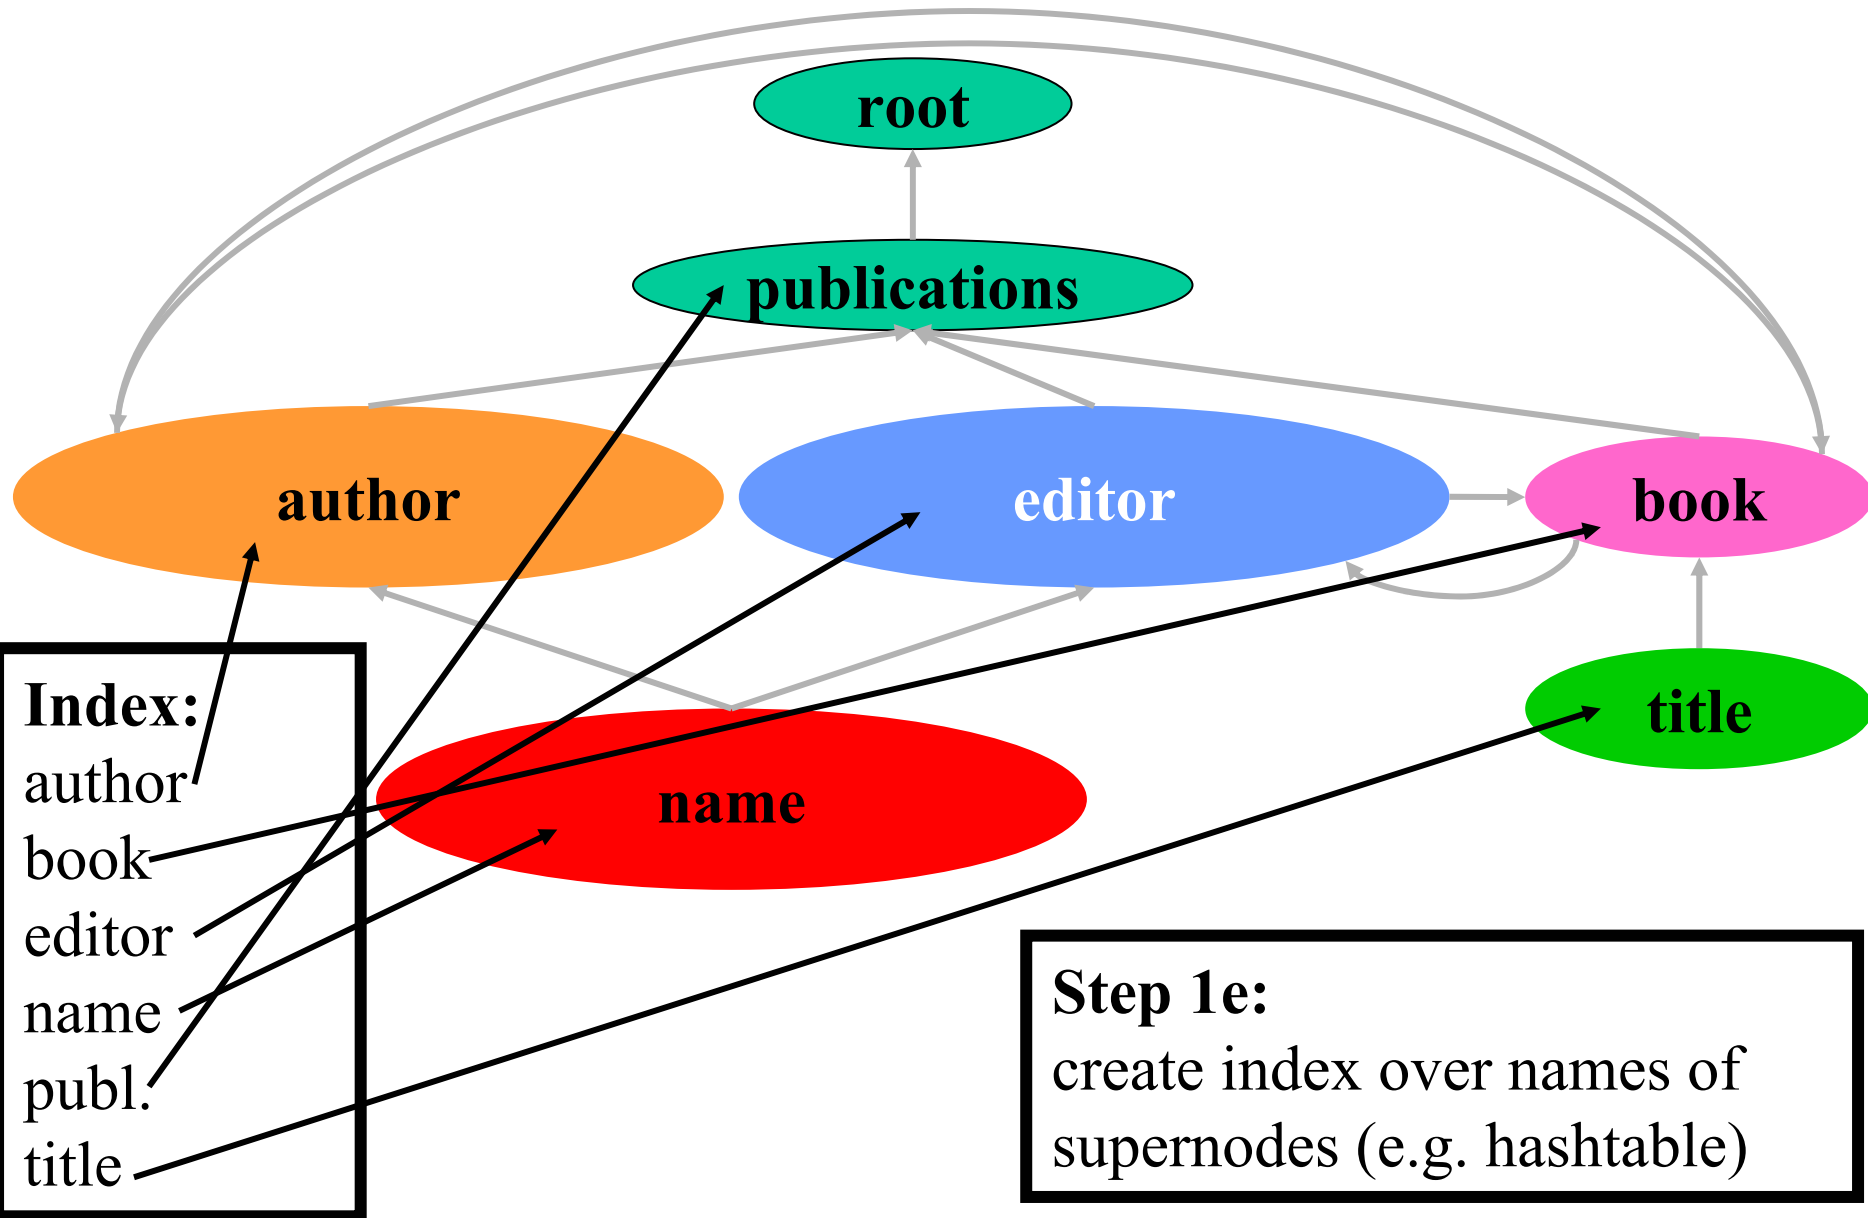 root
publications
author
editor
book
title
name
Index:
author
book
editor
name
publ.
title
Step 1e:
create index over names of
supernodes (e.g. hashtable)